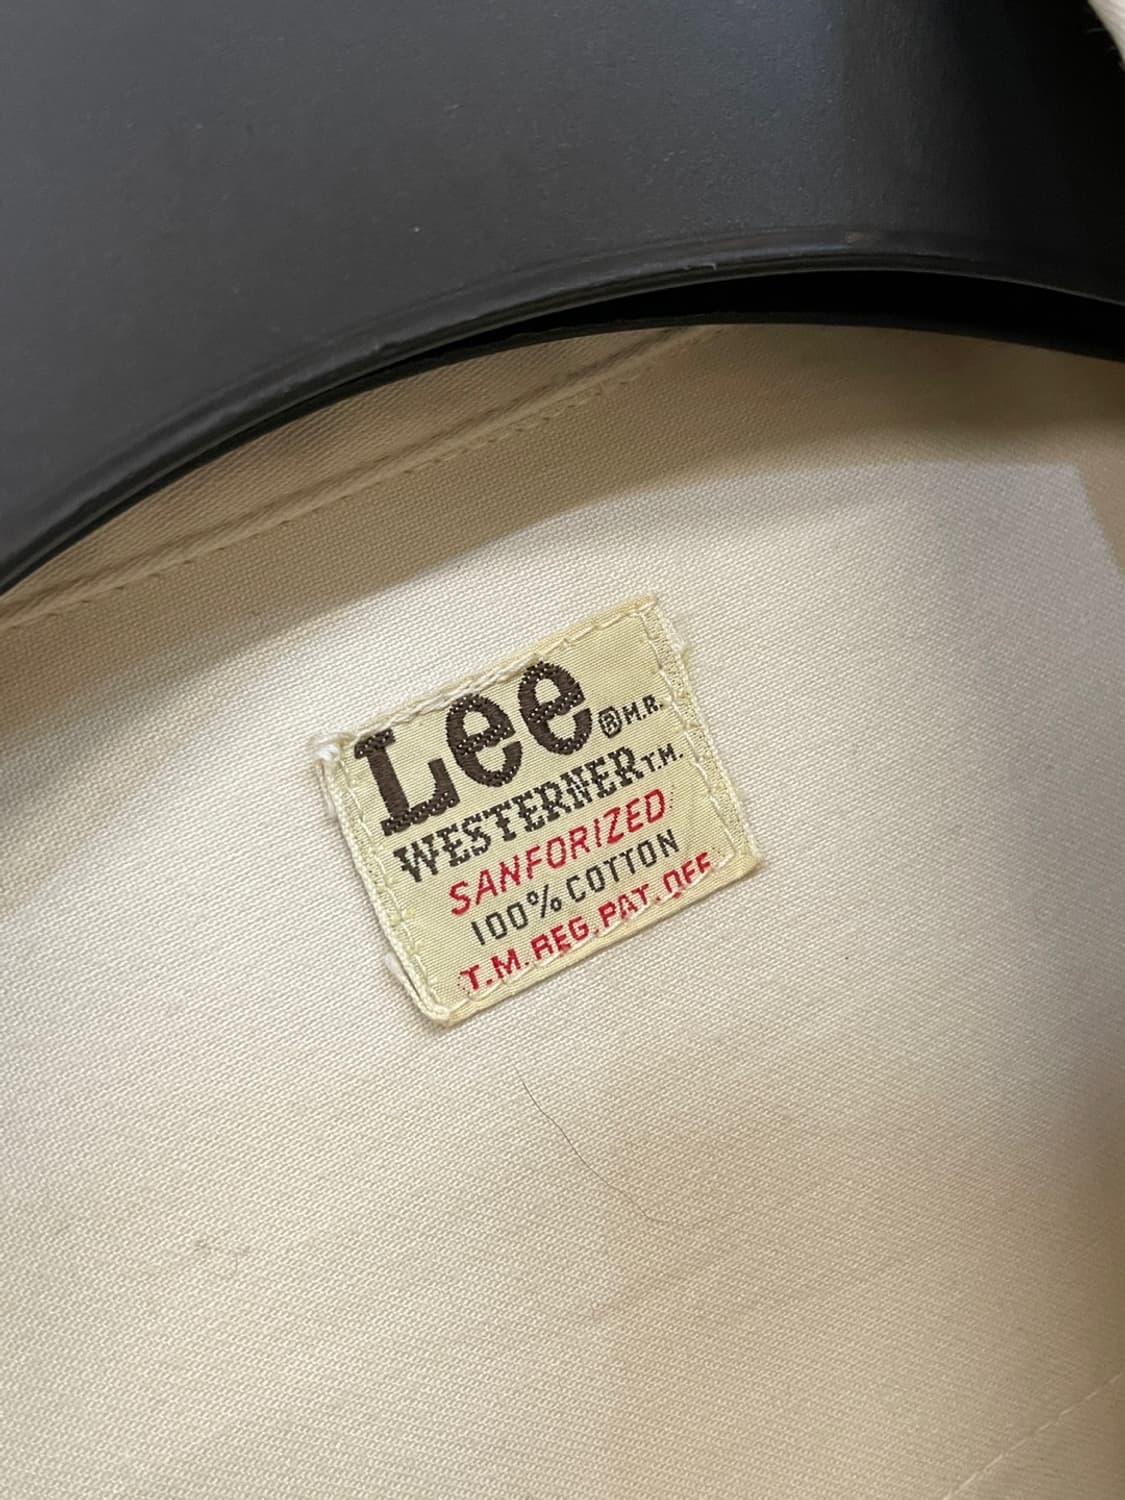 Lee ® M.R.
WESTERNER T.M.
SANFORIZED
100% COTTON
T.M. REG. PAT. OFF.